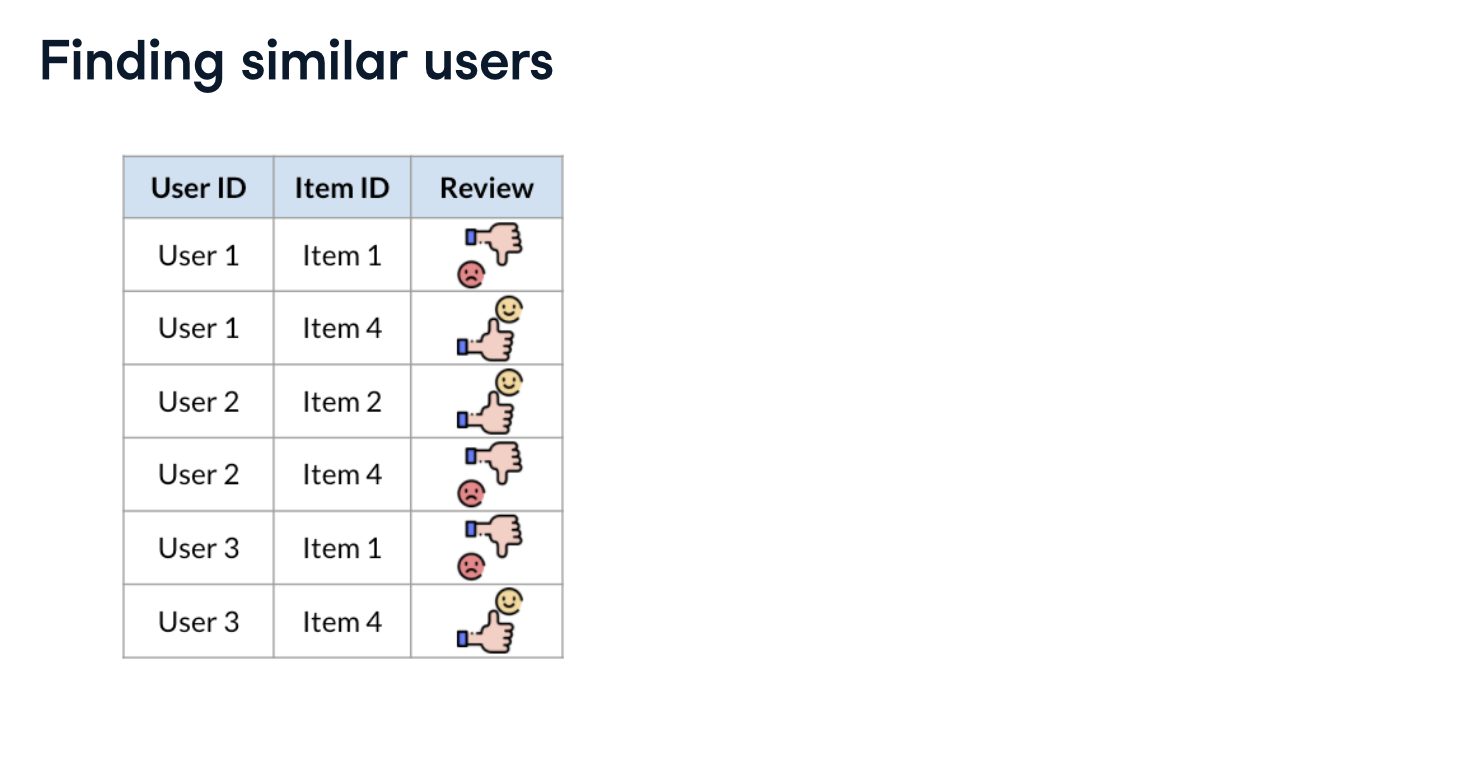 Finding similar users
User ID Item ID Review
User 1 Item 1
User 1 Item 4
User 2 Item 2
User 2 Item 4
User 3 Item 1
User 3 Item 4